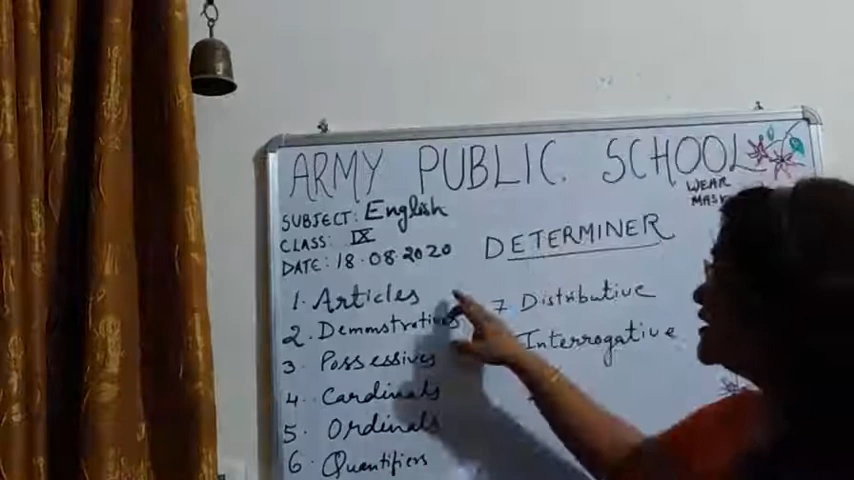 ARMY PUBLIC SCHOOL
WEAR
MASK
SUBJECT: English
CLASS: IX
DATE: 18.08.2020
DETERMINER
1. Articles
2. Demonstratives
3. Possessives
4. Cardinals
5. Ordinals
6. Quantifiers
7 Distributive
Interrogative